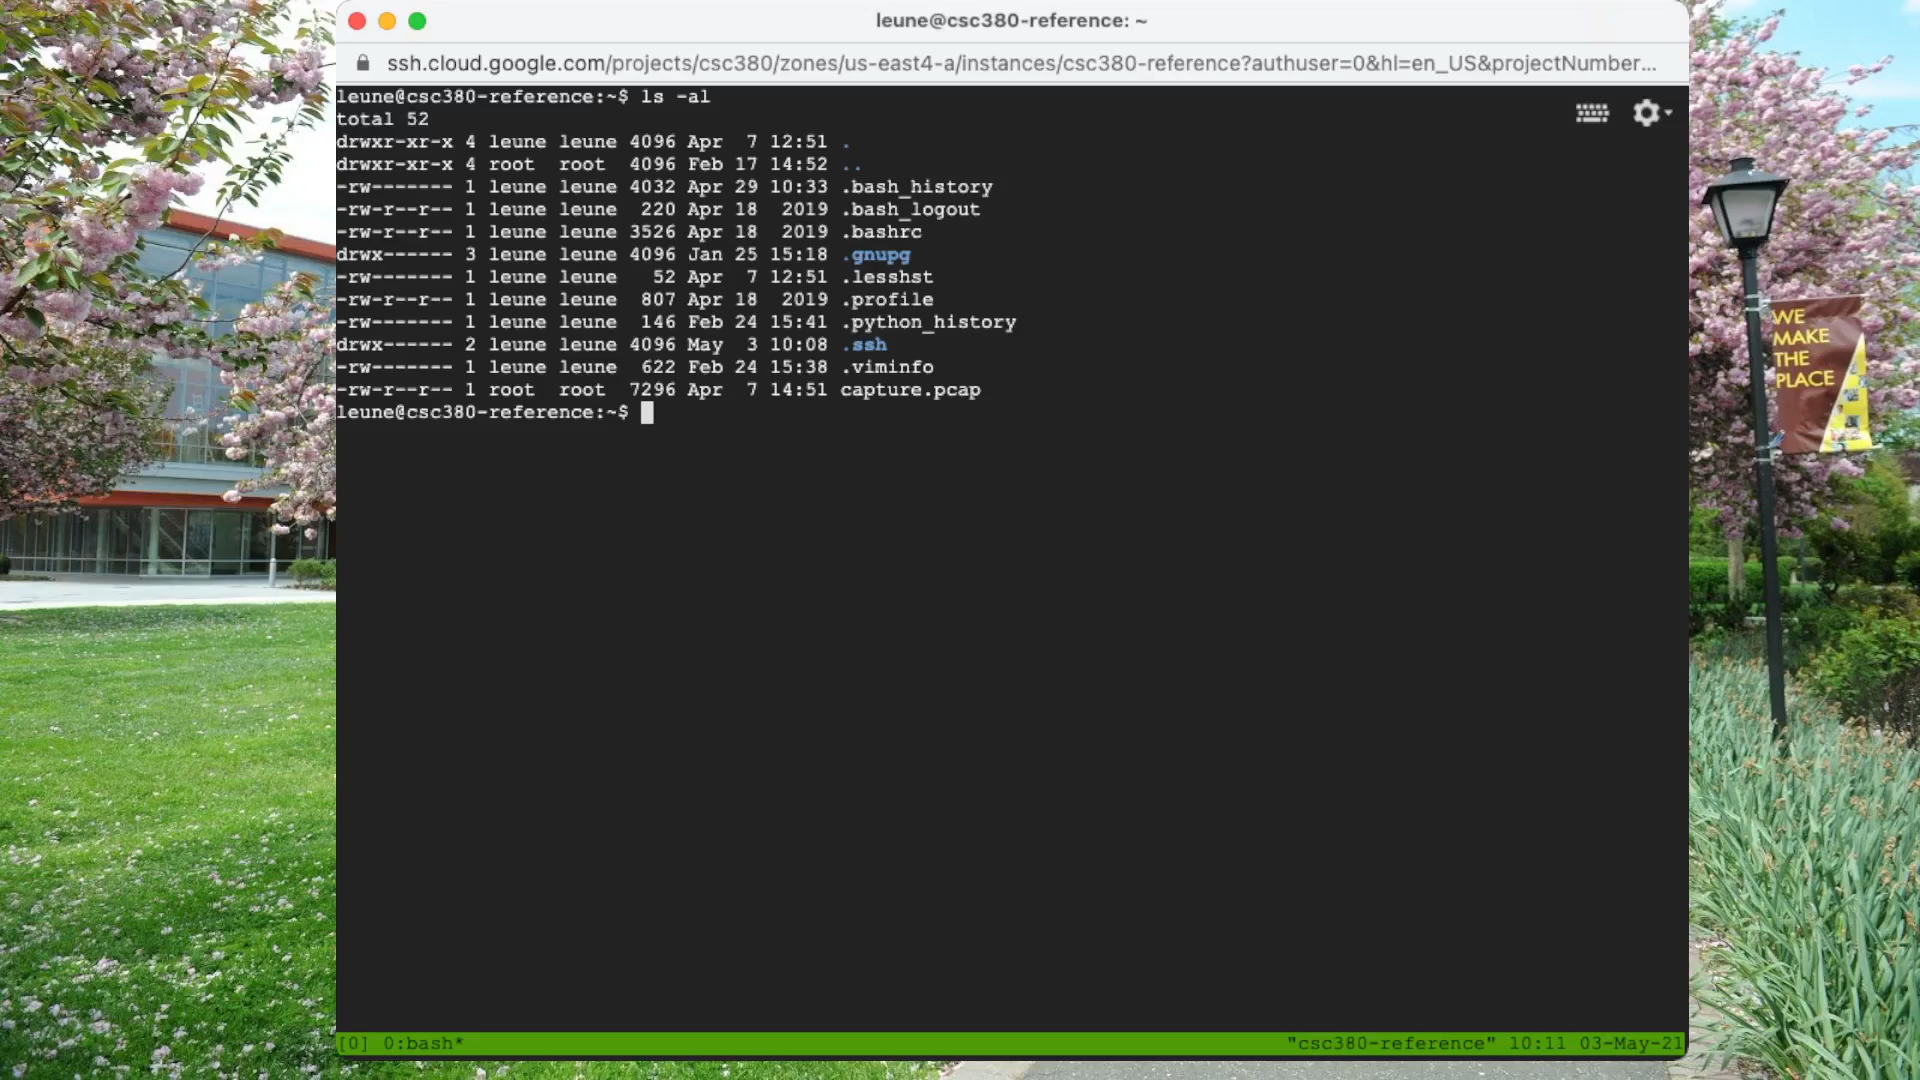 leune@csc380-reference: ~
ssh.cloud.google.com/projects/csc380/zones/us-east4-a/instances/csc380-reference?authuser=0&hl=en_US&projectNumber...
leune@csc380-reference:~$ ls -al
total 52
drwxr-xr-x 4 leune leune 4096 Apr  7 12:51 .
drwxr-xr-x 4 root  root  4096 Feb 17 14:52 ..
-rw------- 1 leune leune 4032 Apr 29 10:33 .bash_history
-rw-r--r-- 1 leune leune  220 Apr 18  2019 .bash_logout
-rw-r--r-- 1 leune leune 3526 Apr 18  2019 .bashrc
drwx------ 3 leune leune 4096 Jan 25 15:18 .gnupg
-rw------- 1 leune leune   52 Apr  7 12:51 .lesshst
-rw-r--r-- 1 leune leune  807 Apr 18  2019 .profile
-rw------- 1 leune leune  146 Feb 24 15:41 .python_history
drwx------ 2 leune leune 4096 May  3 10:08 .ssh
-rw------- 1 leune leune  622 Feb 24 15:38 .viminfo
-rw-r--r-- 1 root  root  7296 Apr  7 14:51 capture.pcap
leune@csc380-reference:~$
[0] 0:bash* "csc380-reference" 10:11 03-May-21
WE
MAKE
THE
PLACE